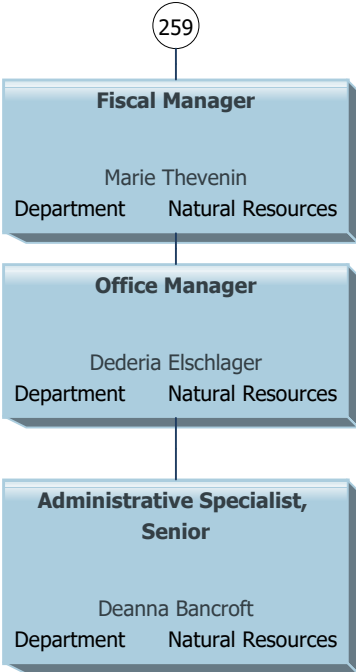 259
Fiscal Manager
Marie Thevenin
Department Natural Resources
Office Manager
Dederia Elschlager
Department Natural Resources
Administrative Specialist,
Senior
Deanna Bancroft
Department Natural Resources